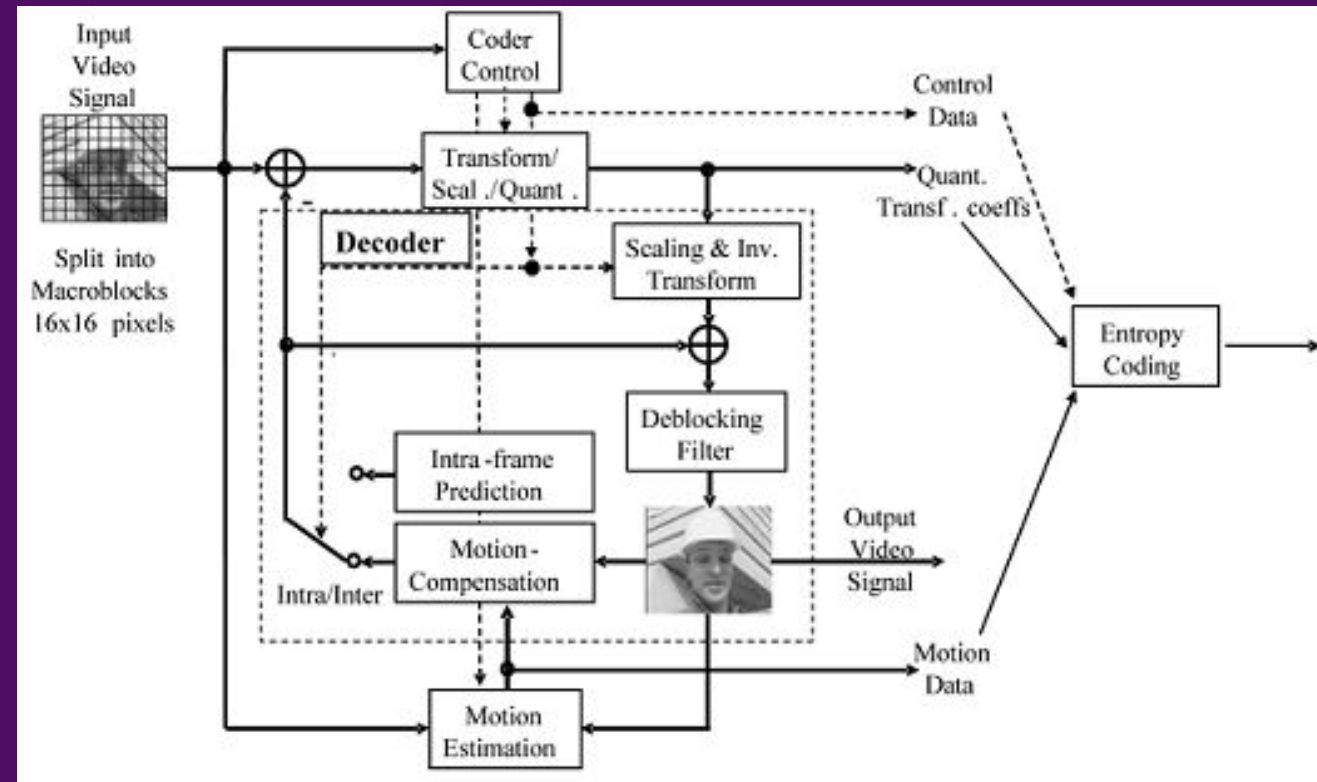 Input
Video
Signal
Split into
Macroblocks
16x16 pixels
Coder
Control
Control
Data
Transform/
Scal ./Quant .
Quant.
Transf . coeffs
-
Decoder
Scaling & Inv.
Transform
Entropy
Coding
Deblocking
Filter
Intra -frame
Prediction
Motion-
Compensation
Intra/Inter
Output
Video
Signal
Motion
Data
Motion
Estimation